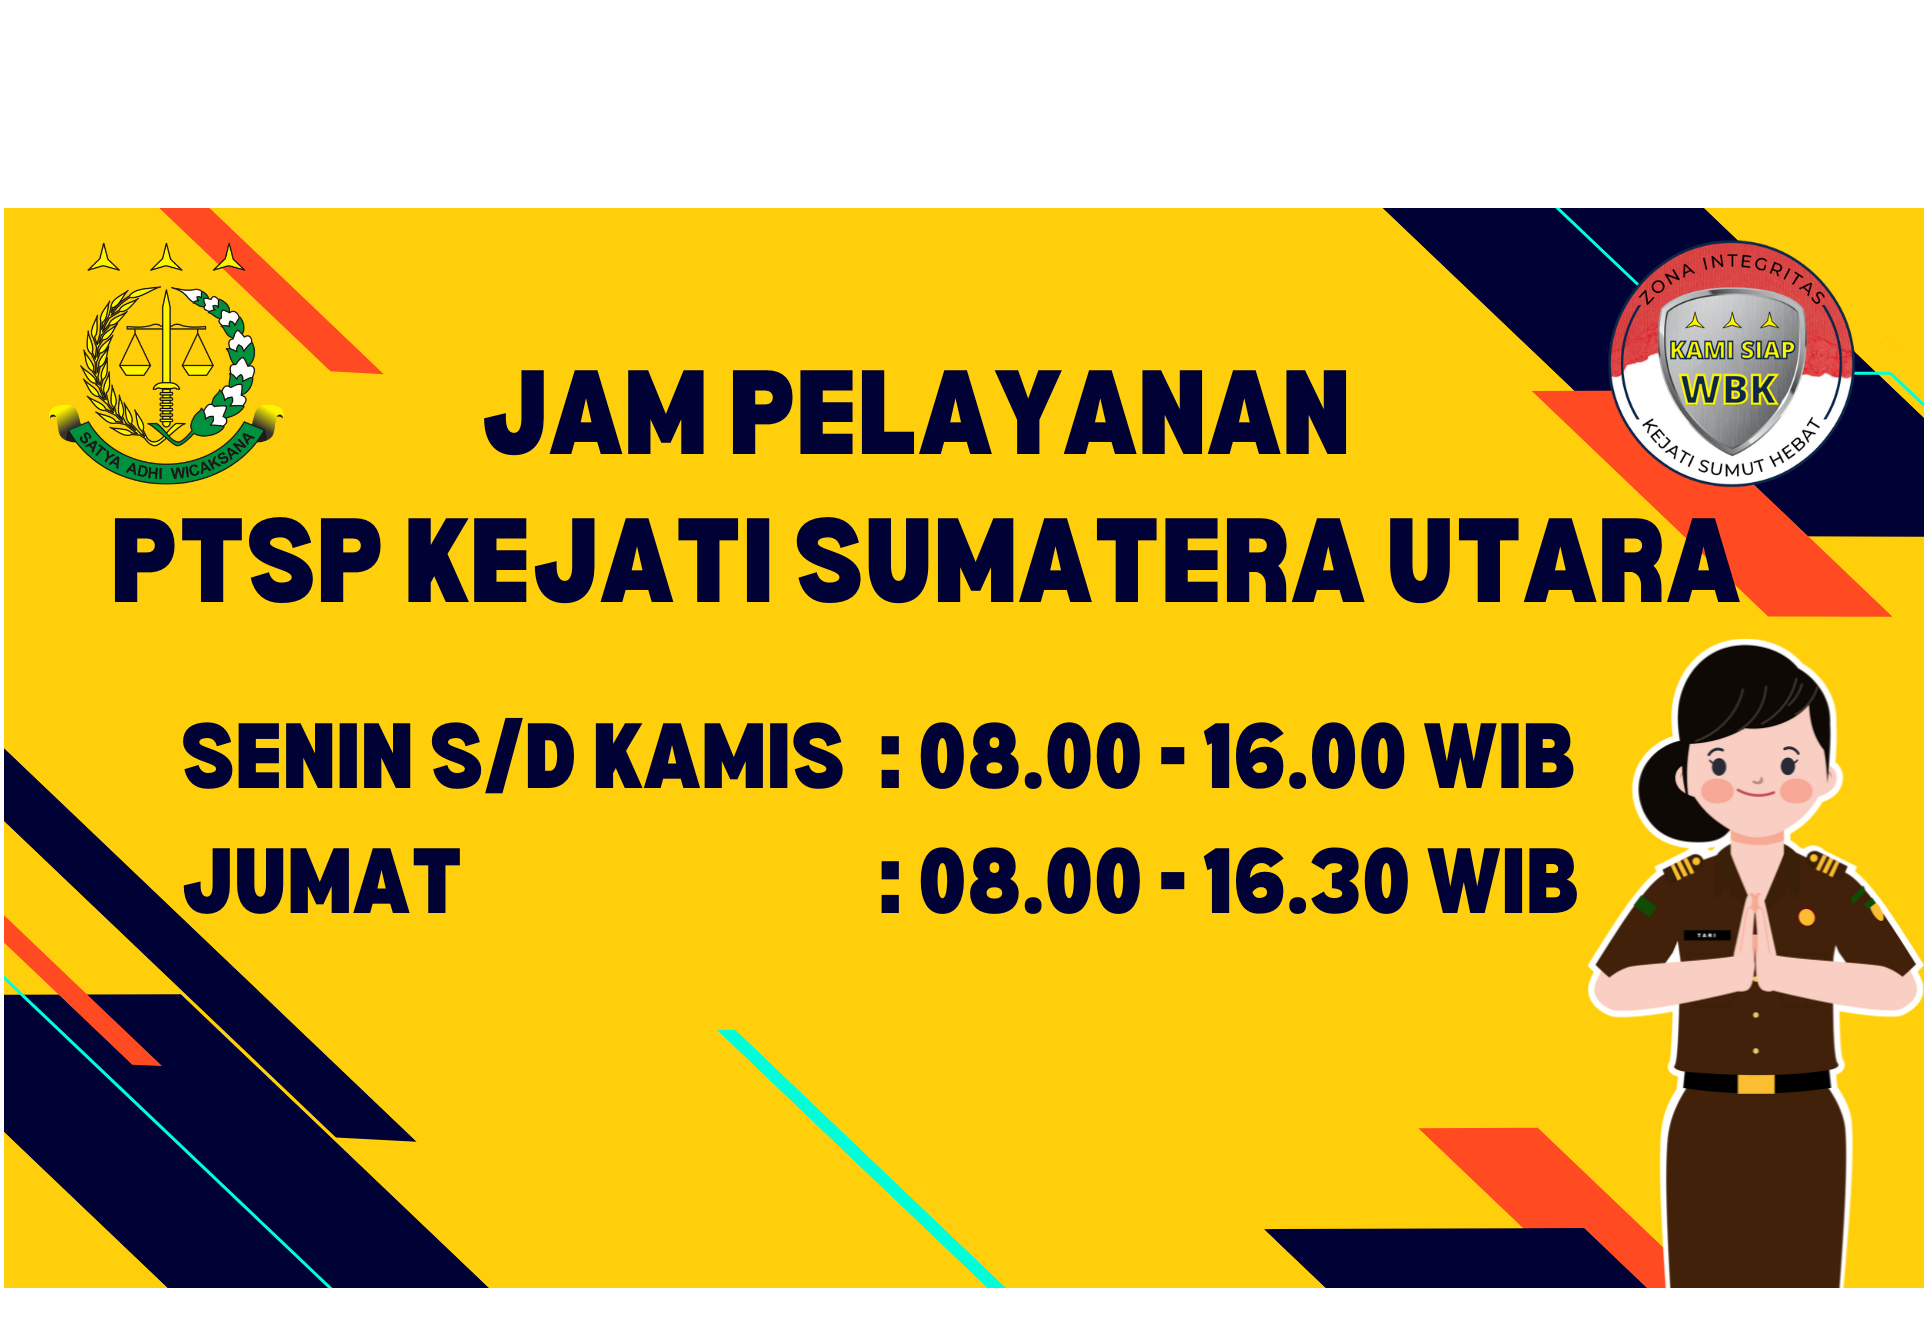 SATYA ADHI WICAKSANA
ZONA INTEGRITAS
KAMI SIAP
WBK
KEJATI SUMUT HEBAT
JAM PELAYANAN
PTSP KEJATI SUMATERA UTARA
SENIN S/D KAMIS : 08.00 - 16.00 WIB
JUMAT : 08.00 - 16.30 WIB
TARI